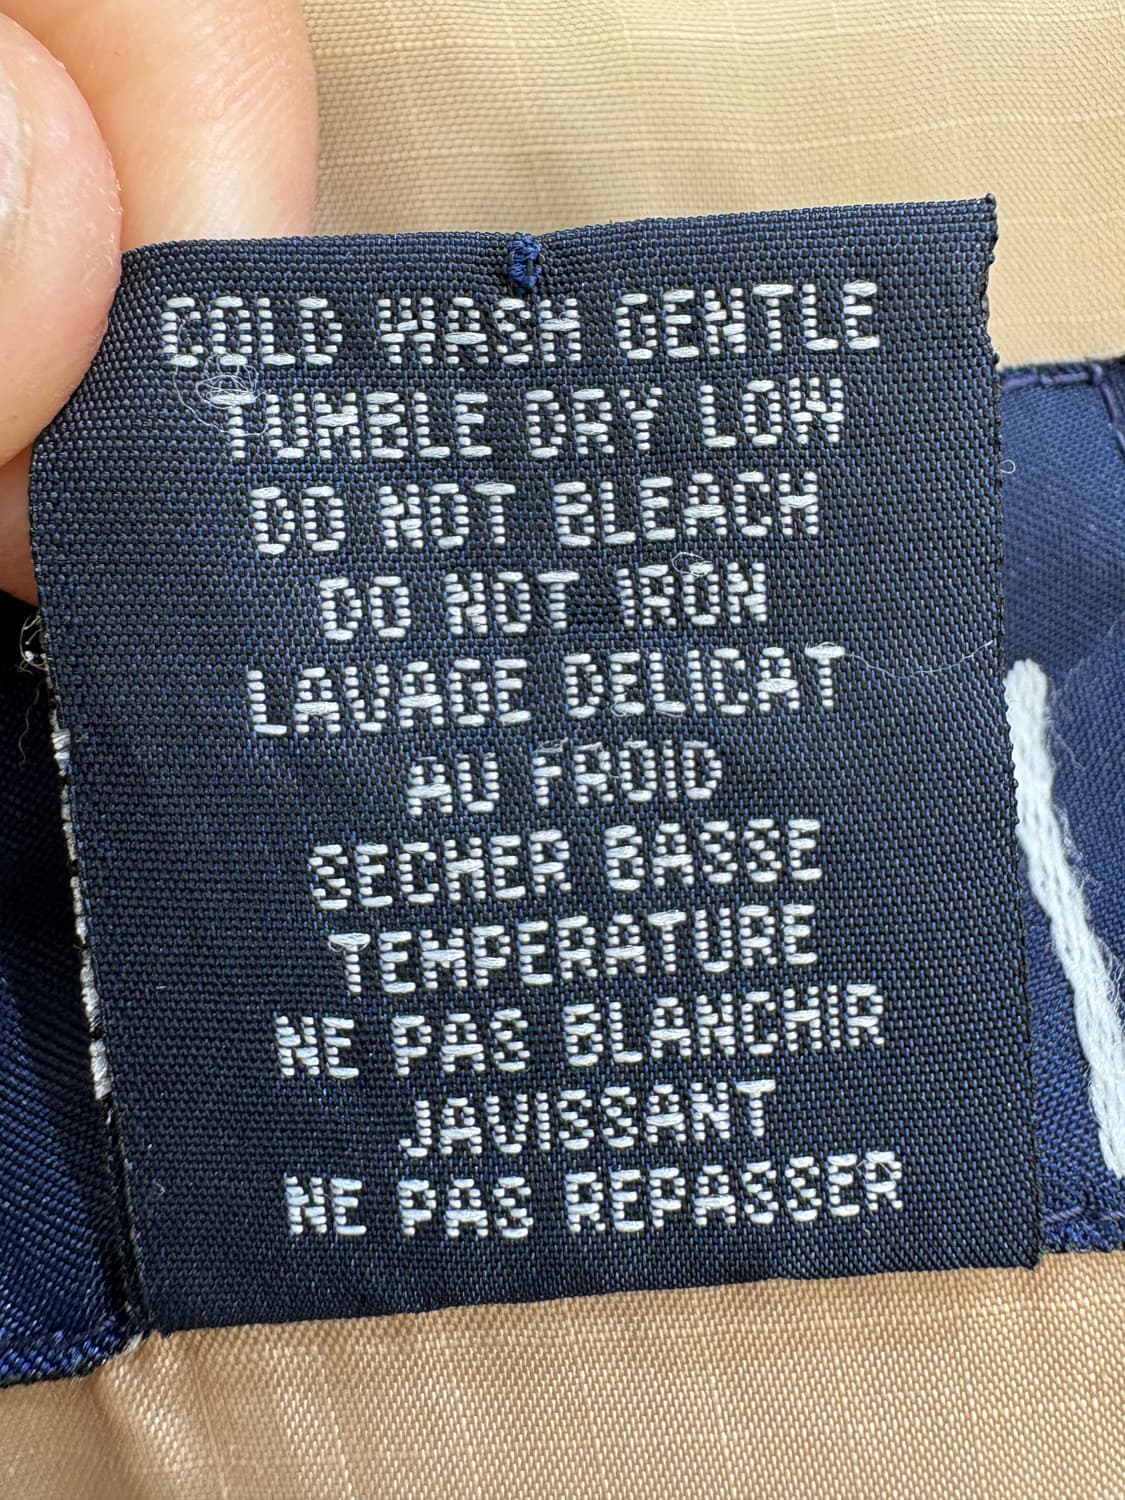 COLD WASH GENTLE
TUMBLE DRY LOW
DO NOT BLEACH
DO NOT IRON
LAVAGE DELICAT
AU FROID
SECHER BASSE
TEMPERATURE
NE PAS BLANCHIR
JAVISSANT
NE PAS REPASSER